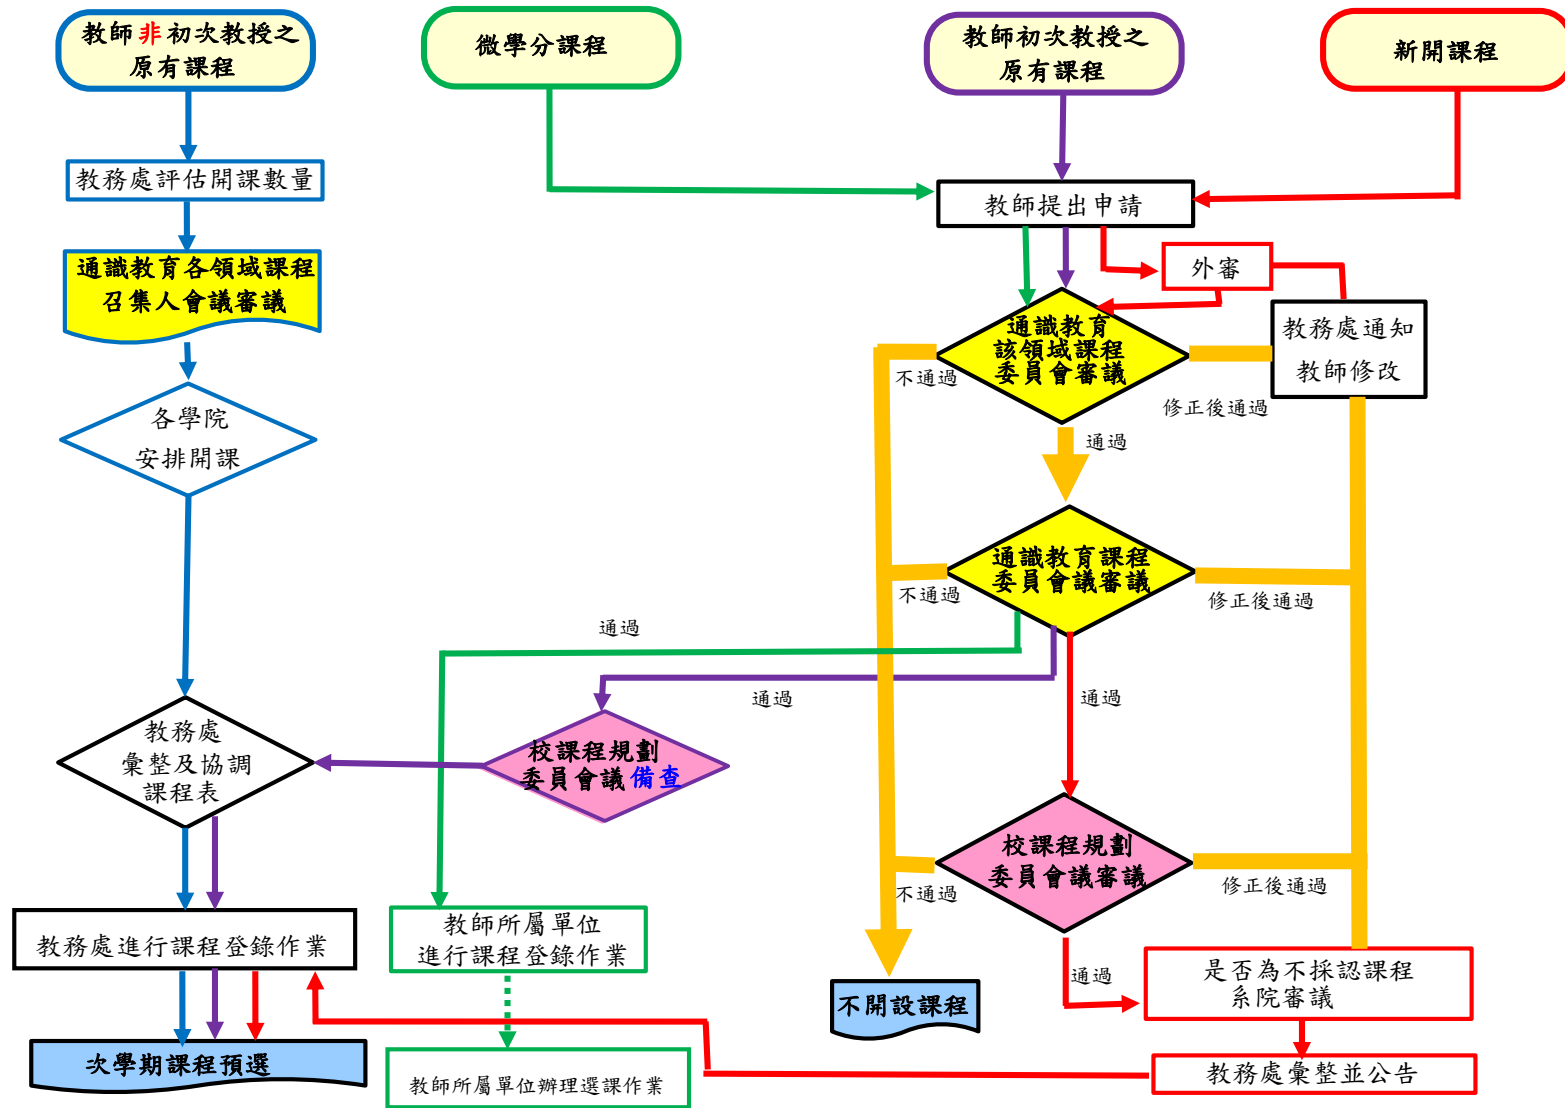 教師非初次教授之
原有課程
微學分課程
教師初次教授之
原有課程
新開課程
教務處評估開課數量
教師提出申請
通識教育各領域課程
召集人會議審議
外審
通識教育
該領域課程
委員會審議
教務處通知
教師修改
不通過
修正後通過
各學院
安排開課
通過
通識教育課程
委員會議審議
不通過
修正後通過
通過
通過
通過
教務處
彙整及協調
課程表
校課程規劃
委員會議備查
校課程規劃
委員會議審議
不通過
修正後通過
教務處進行課程登錄作業
教師所屬單位
進行課程登錄作業
通過
是否為不採認課程
系院審議
不開設課程
次學期課程預選
教師所屬單位辦理選課作業
教務處彙整並公告